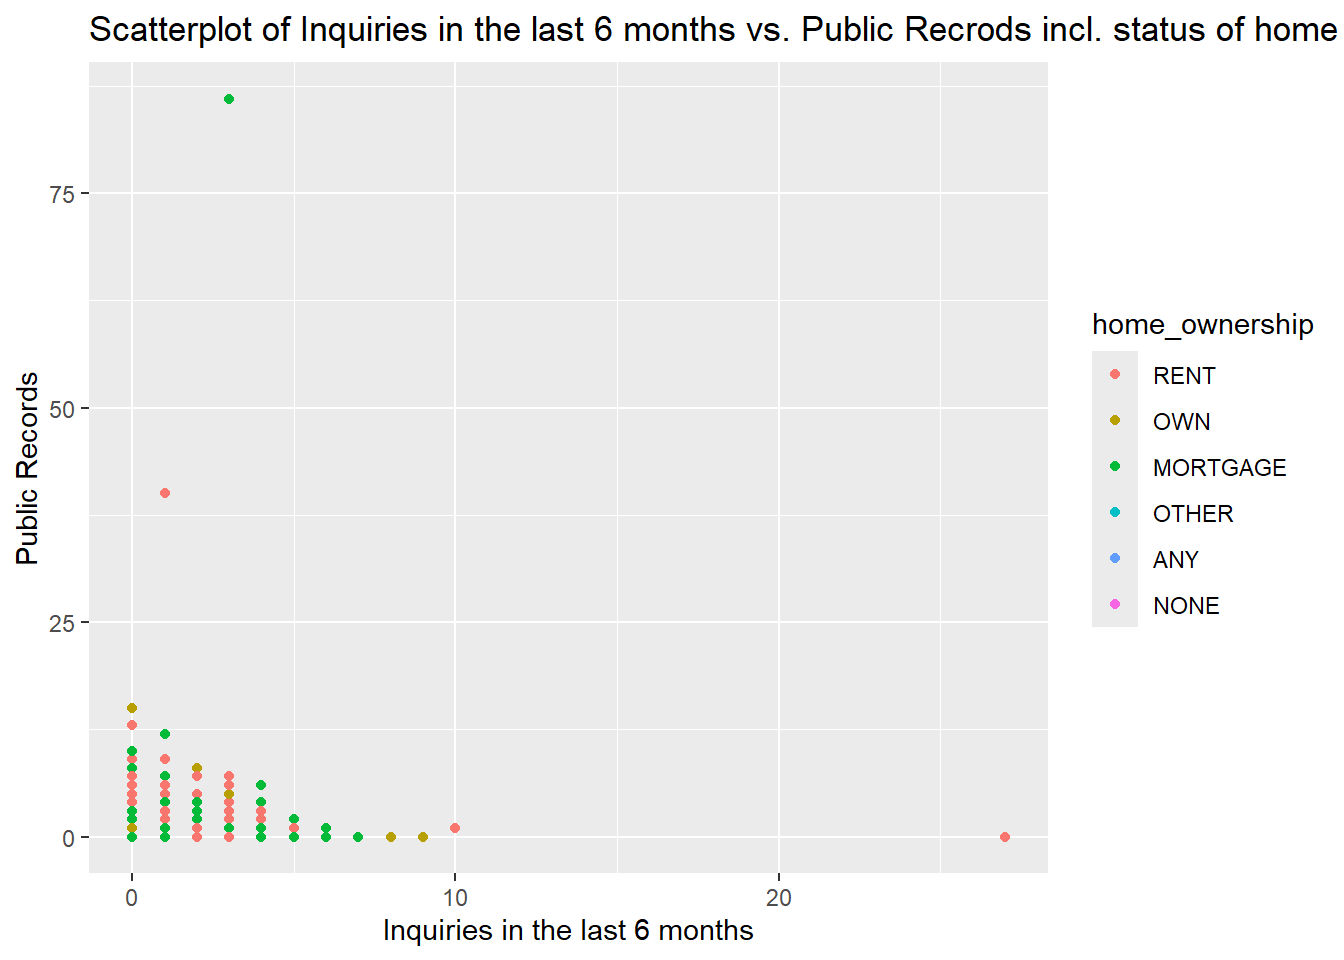 Scatterplot of Inquiries in the last 6 months vs. Public Recrods incl. status of home
75
50
25
0
Public Records
0 10 20
Inquiries in the last 6 months
home_ownership
RENT
OWN
MORTGAGE
OTHER
ANY
NONE